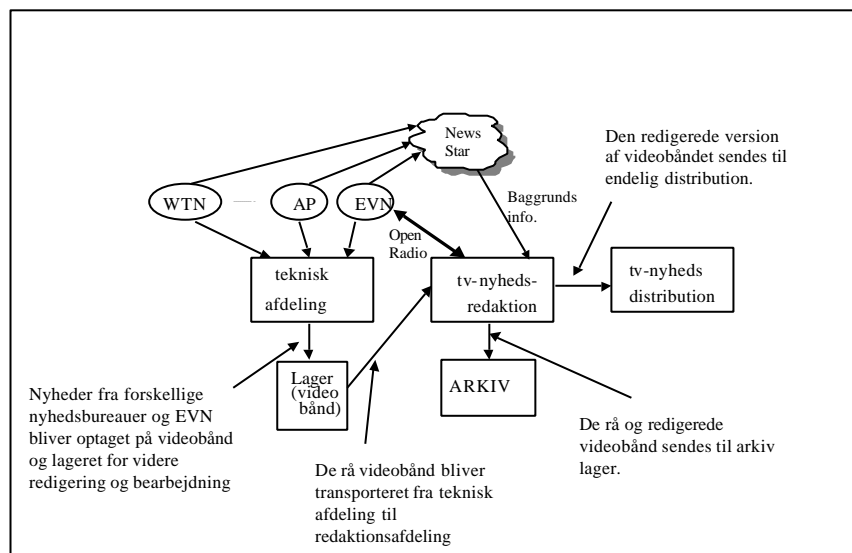 News
Star
Den redigerede version
af videobåndet sendes til
endelig distribution.
WTN
AP
EVN
Baggrunds
info.
Open
Radio
teknisk
afdeling
tv-nyheds-
redaktion
tv-nyheds
distribution
Lager
(video
bånd)
ARKIV
Nyheder fra forskellige
nyhedsbureauer og EVN
bliver optaget på videobånd
og lageret for videre
redigering og bearbejdning
De rå og redigerede
videobånd sendes til arkiv
lager.
De rå videobånd bliver
transporteret fra teknisk
afdeling til
redaktionsafdeling